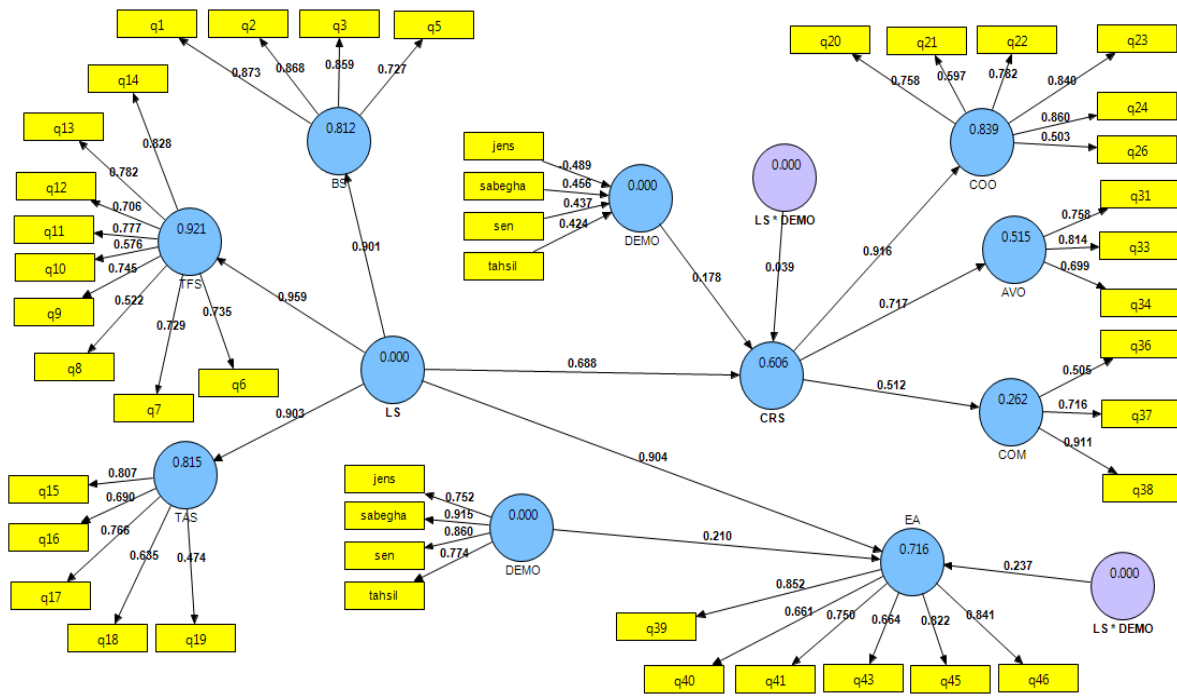 q1
q2
q3
q5
0.873
0.868
0.859
0.727
0.812
BS
q14
q13
q12
q11
q10
q9
q8
q7
q6
0.828
0.782
0.706
0.777
0.576
0.745
0.522
0.729
0.735
0.921
TFS
0.901
0.959
0.000
LS
0.903
0.688
0.904
0.815
TAS
0.807
0.690
0.766
0.635
0.474
q15
q16
q17
q18
q19
jens
sabegha
sen
tahsil
-0.489
0.456
0.437
0.424
0.000
DEMO
0.178
0.000
LS * DEMO
0.039
0.606
CRS
0.916
0.717
0.512
q20
q21
q22
q23
q24
q26
0.758
0.597
0.782
0.840
0.860
0.503
0.839
COO
q31
q33
q34
0.758
0.814
0.699
0.515
AVO
q36
q37
q38
0.505
0.716
0.911
0.262
COM
jens
sabegha
sen
tahsil
0.752
0.915
0.860
0.774
0.000
DEMO
0.210
EA
0.716
0.237
0.000
LS * DEMO
0.852
0.661
0.750
0.664
0.822
0.841
q39
q40
q41
q43
q45
q46